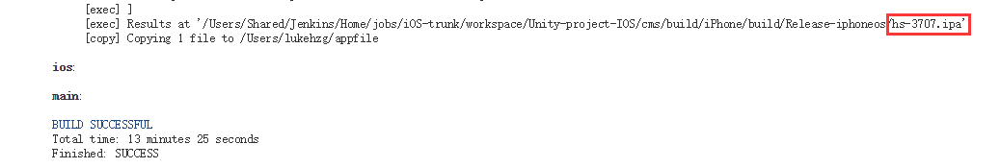 [exec] ]
[exec] Results at '/Users/Shared/Jenkins/Home/jobs/iOS-trunk/workspace/Unity-project-IOS/cms/build/iPhone/build/Release-iphoneos/hs-3707.ipa'
[copy] Copying 1 file to /Users/lukehzg/appfile
ios:
main:
BUILD SUCCESSFUL
Total time: 13 minutes 25 seconds
Finished: SUCCESS